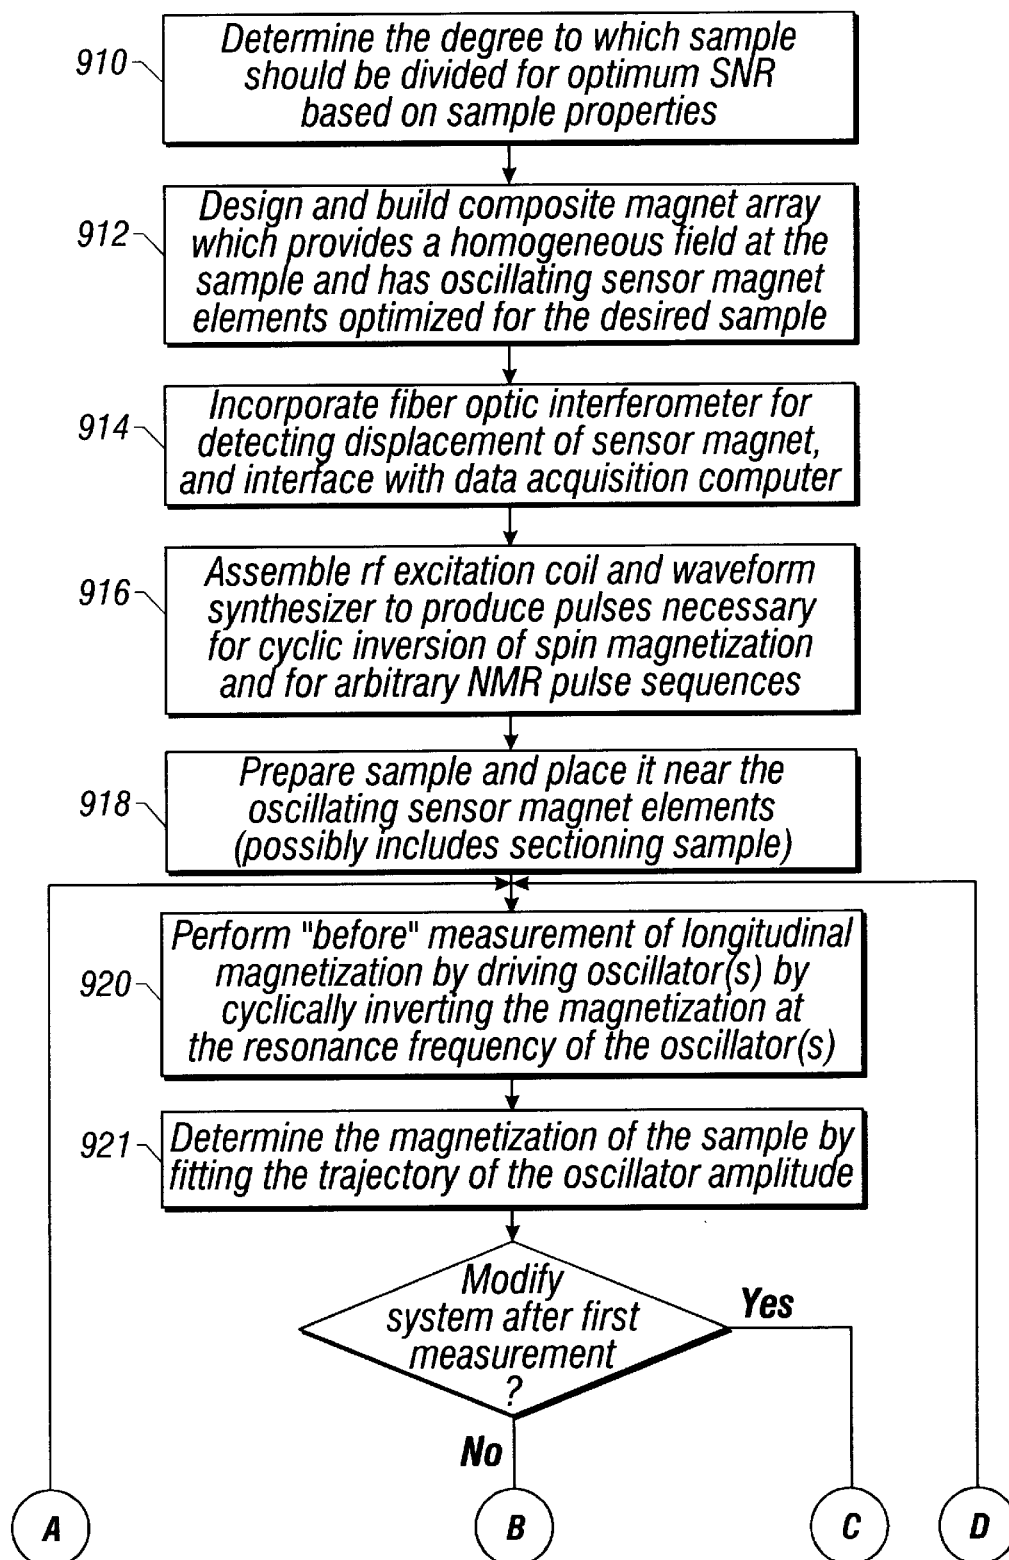 910
Determine the degree to which sample
should be divided for optimum SNR
based on sample properties
912
Design and build composite magnet array
which provides a homogeneous field at the
sample and has oscillating sensor magnet
elements optimized for the desired sample
914
Incorporate fiber optic interferometer for
detecting displacement of sensor magnet,
and interface with data acquisition computer
916
Assemble rf excitation coil and waveform
synthesizer to produce pulses necessary
for cyclic inversion of spin magnetization
and for arbitrary NMR pulse sequences
918
Prepare sample and place it near the
oscillating sensor magnet elements
(possibly includes sectioning sample)
920
Perform "before" measurement of longitudinal
magnetization by driving oscillator(s) by
cyclically inverting the magnetization at
the resonance frequency of the oscillator(s)
921
Determine the magnetization of the sample by
fitting the trajectory of the oscillator amplitude
Modify
system after first
measurement
?
Yes
No
A
B
C
D